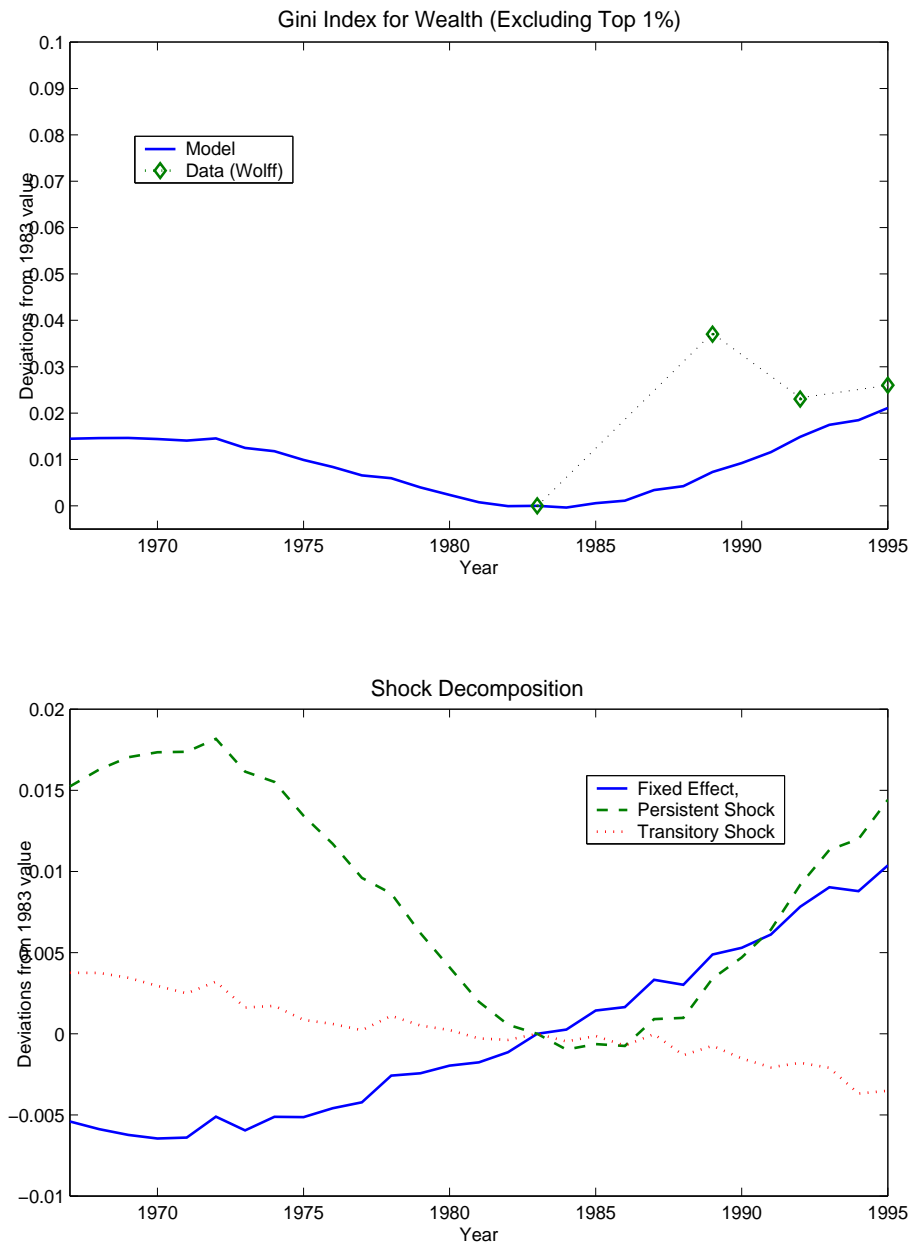 Gini Index for Wealth (Excluding Top 1%)
0.1
0.09
0.08
0.07
0.06
0.05
0.04
0.03
0.02
0.01
0
Deviations from 1983 value
Model
Data (Wolff)
1970 1975 1980 1985 1990 1995
Year
Shock Decomposition
0.02
0.015
0.01
0.005
0
−0.005
−0.01
Deviations from 1983 value
Fixed Effect,
Persistent Shock
Transitory Shock
1970 1975 1980 1985 1990 1995
Year